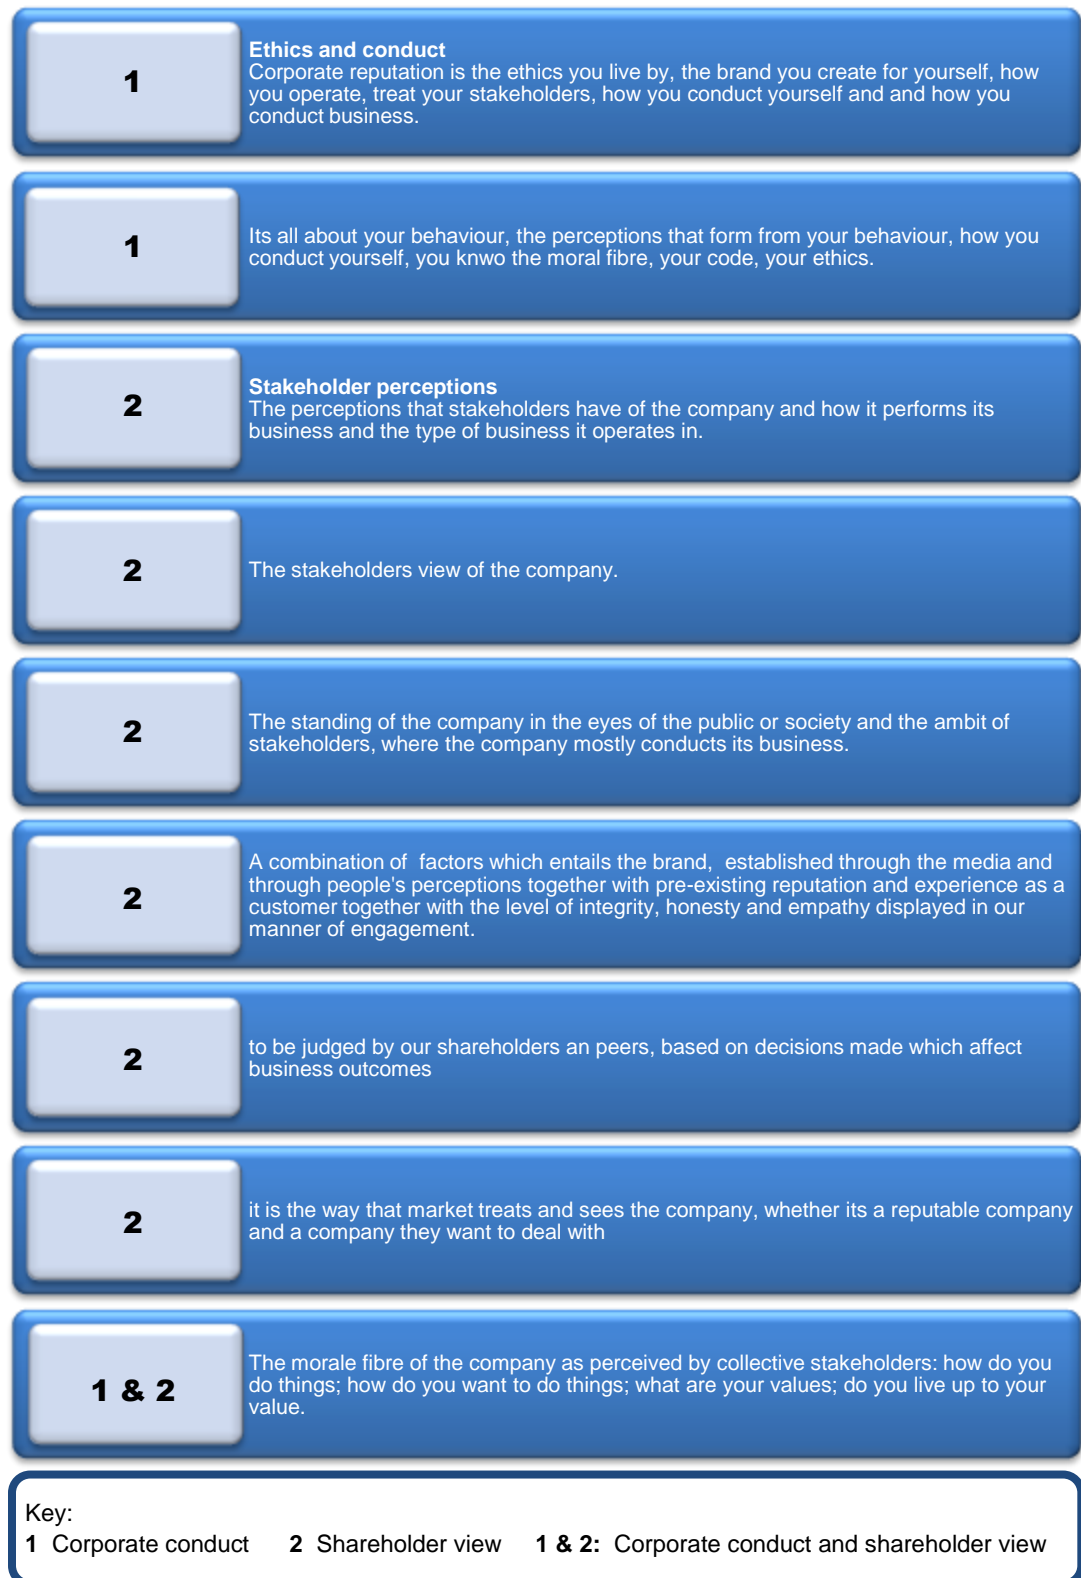 1
Ethics and conduct
Corporate reputation is the ethics you live by, the brand you create for yourself, how
you operate, treat your stakeholders, how you conduct yourself and and how you
conduct business.
1
Its all about your behaviour, the perceptions that form from your behaviour, how you
conduct yourself, you knwo the moral fibre, your code, your ethics.
2
Stakeholder perceptions
The perceptions that stakeholders have of the company and how it performs its
business and the type of business it operates in.
2
The stakeholders view of the company.
2
The standing of the company in the eyes of the public or society and the ambit of
stakeholders, where the company mostly conducts its business.
2
A combination of  factors which entails the brand,  established through the media and
through people's perceptions together with pre-existing reputation and experience as a
customer together with the level of integrity, honesty and empathy displayed in our
manner of engagement.
2
to be judged by our shareholders an peers, based on decisions made which affect
business outcomes
2
it is the way that market treats and sees the company, whether its a reputable company
and a company they want to deal with
1 & 2
The morale fibre of the company as perceived by collective stakeholders: how do you
do things; how do you want to do things; what are your values; do you live up to your
value.
Key:
1 Corporate conduct 2 Shareholder view 1 & 2: Corporate conduct and shareholder view